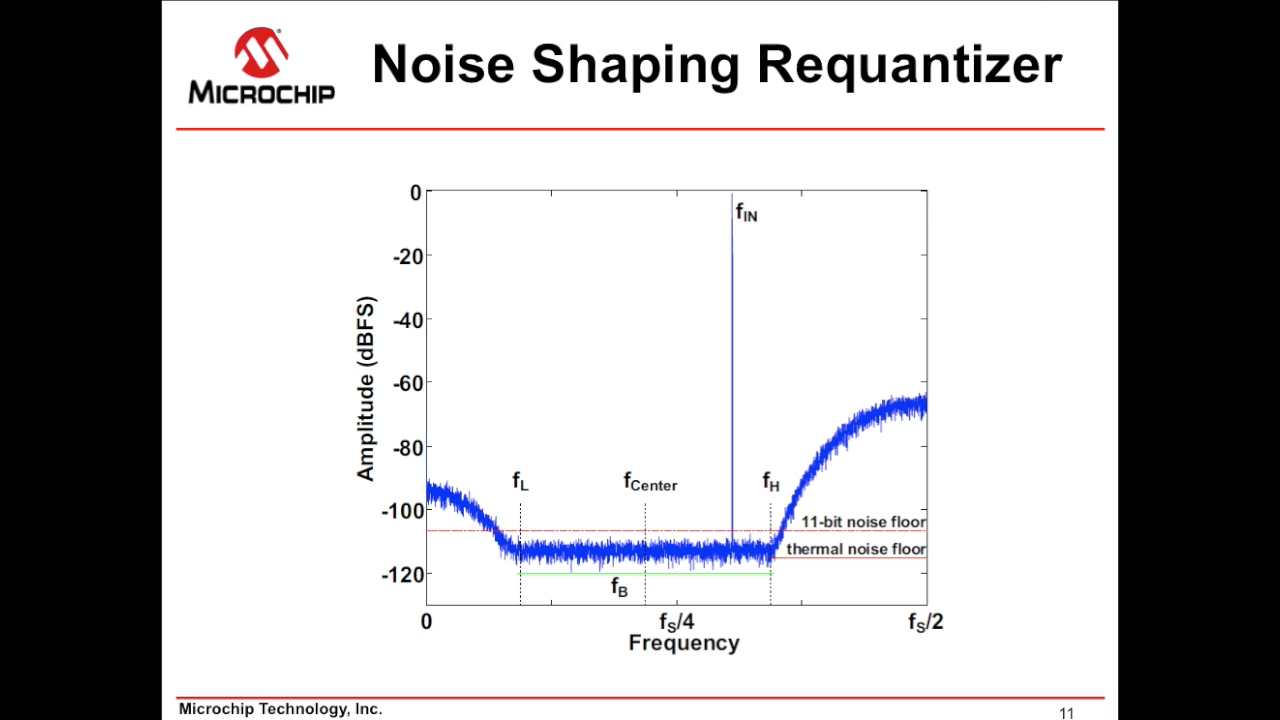 MICROCHIP
Noise Shaping Requantizer
0
-20
-40
-60
-80
-100
-120
Amplitude (dBFS)
fIN
fL
fCenter
fH
11-bit noise floor
thermal noise floor
fB
0
fS/4
fS/2
Frequency
Microchip Technology, Inc.
11